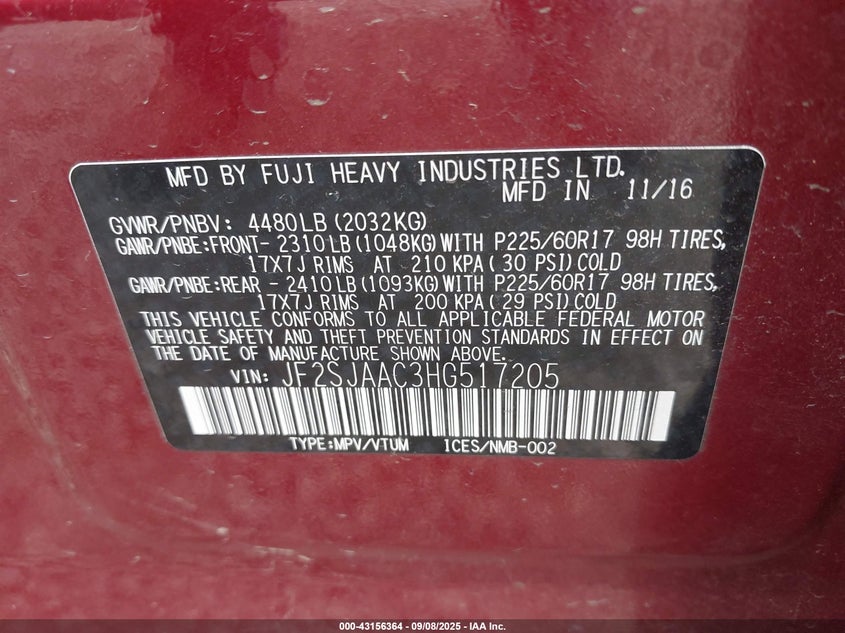 MFD BY FUJI HEAVY INDUSTRIES LTD.
MFD IN 11/16
GVWR/PNBV: 4480LB (2032KG)
GAWR/PNBE:FRONT- 2310LB (1048KG) WITH P225/60R17 98H TIRES,
17X7J RIMS AT 210 KPA( 30 PSI) COLD
GAWR/PNBE:REAR - 2410LB (1093KG) WITH P225/60R17 98H TIRES,
17X7J RIMS AT 200 KPA( 29 PSI) COLD
THIS VEHICLE CONFORMS TO ALL APPLICABLE FEDERAL MOTOR
VEHICLE SAFETY AND THEFT PREVENTION STANDARDS IN EFFECT ON
THE DATE OF MANUFACTURE SHOWN ABOVE.
VIN: JF2SJAAC3HG517205
TYPE:MPV/VTUM ICES/NMB-002
000-43156364 - 09/08/2025 - IAA Inc.